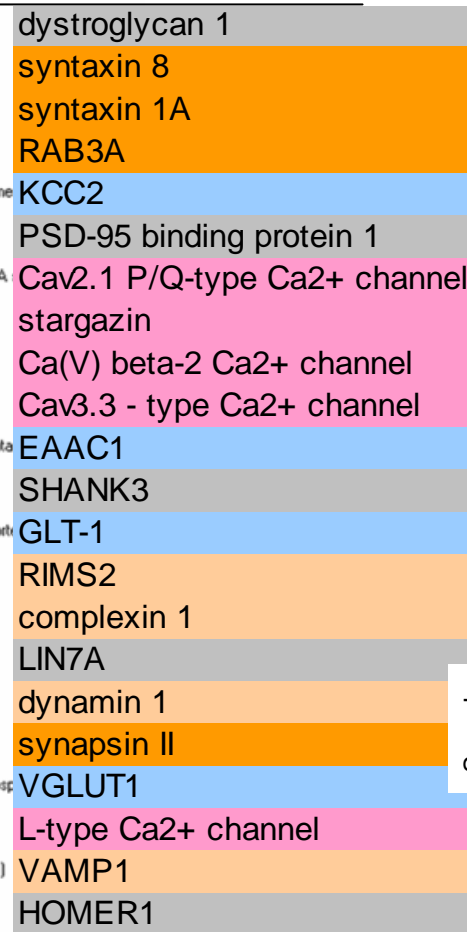 dystroglycan 1
syntaxin 8
syntaxin 1A
RAB3A
KCC2
PSD-95 binding protein 1
Cav2.1 P/Q-type Ca2+ channel
stargazin
Ca(V) beta-2 Ca2+ channel
Cav3.3 - type Ca2+ channel
EAAC1
SHANK3
GLT-1
RIMS2
complexin 1
LIN7A
dynamin 1
synapsin II
VGLUT1
L-type Ca2+ channel
VAMP1
HOMER1